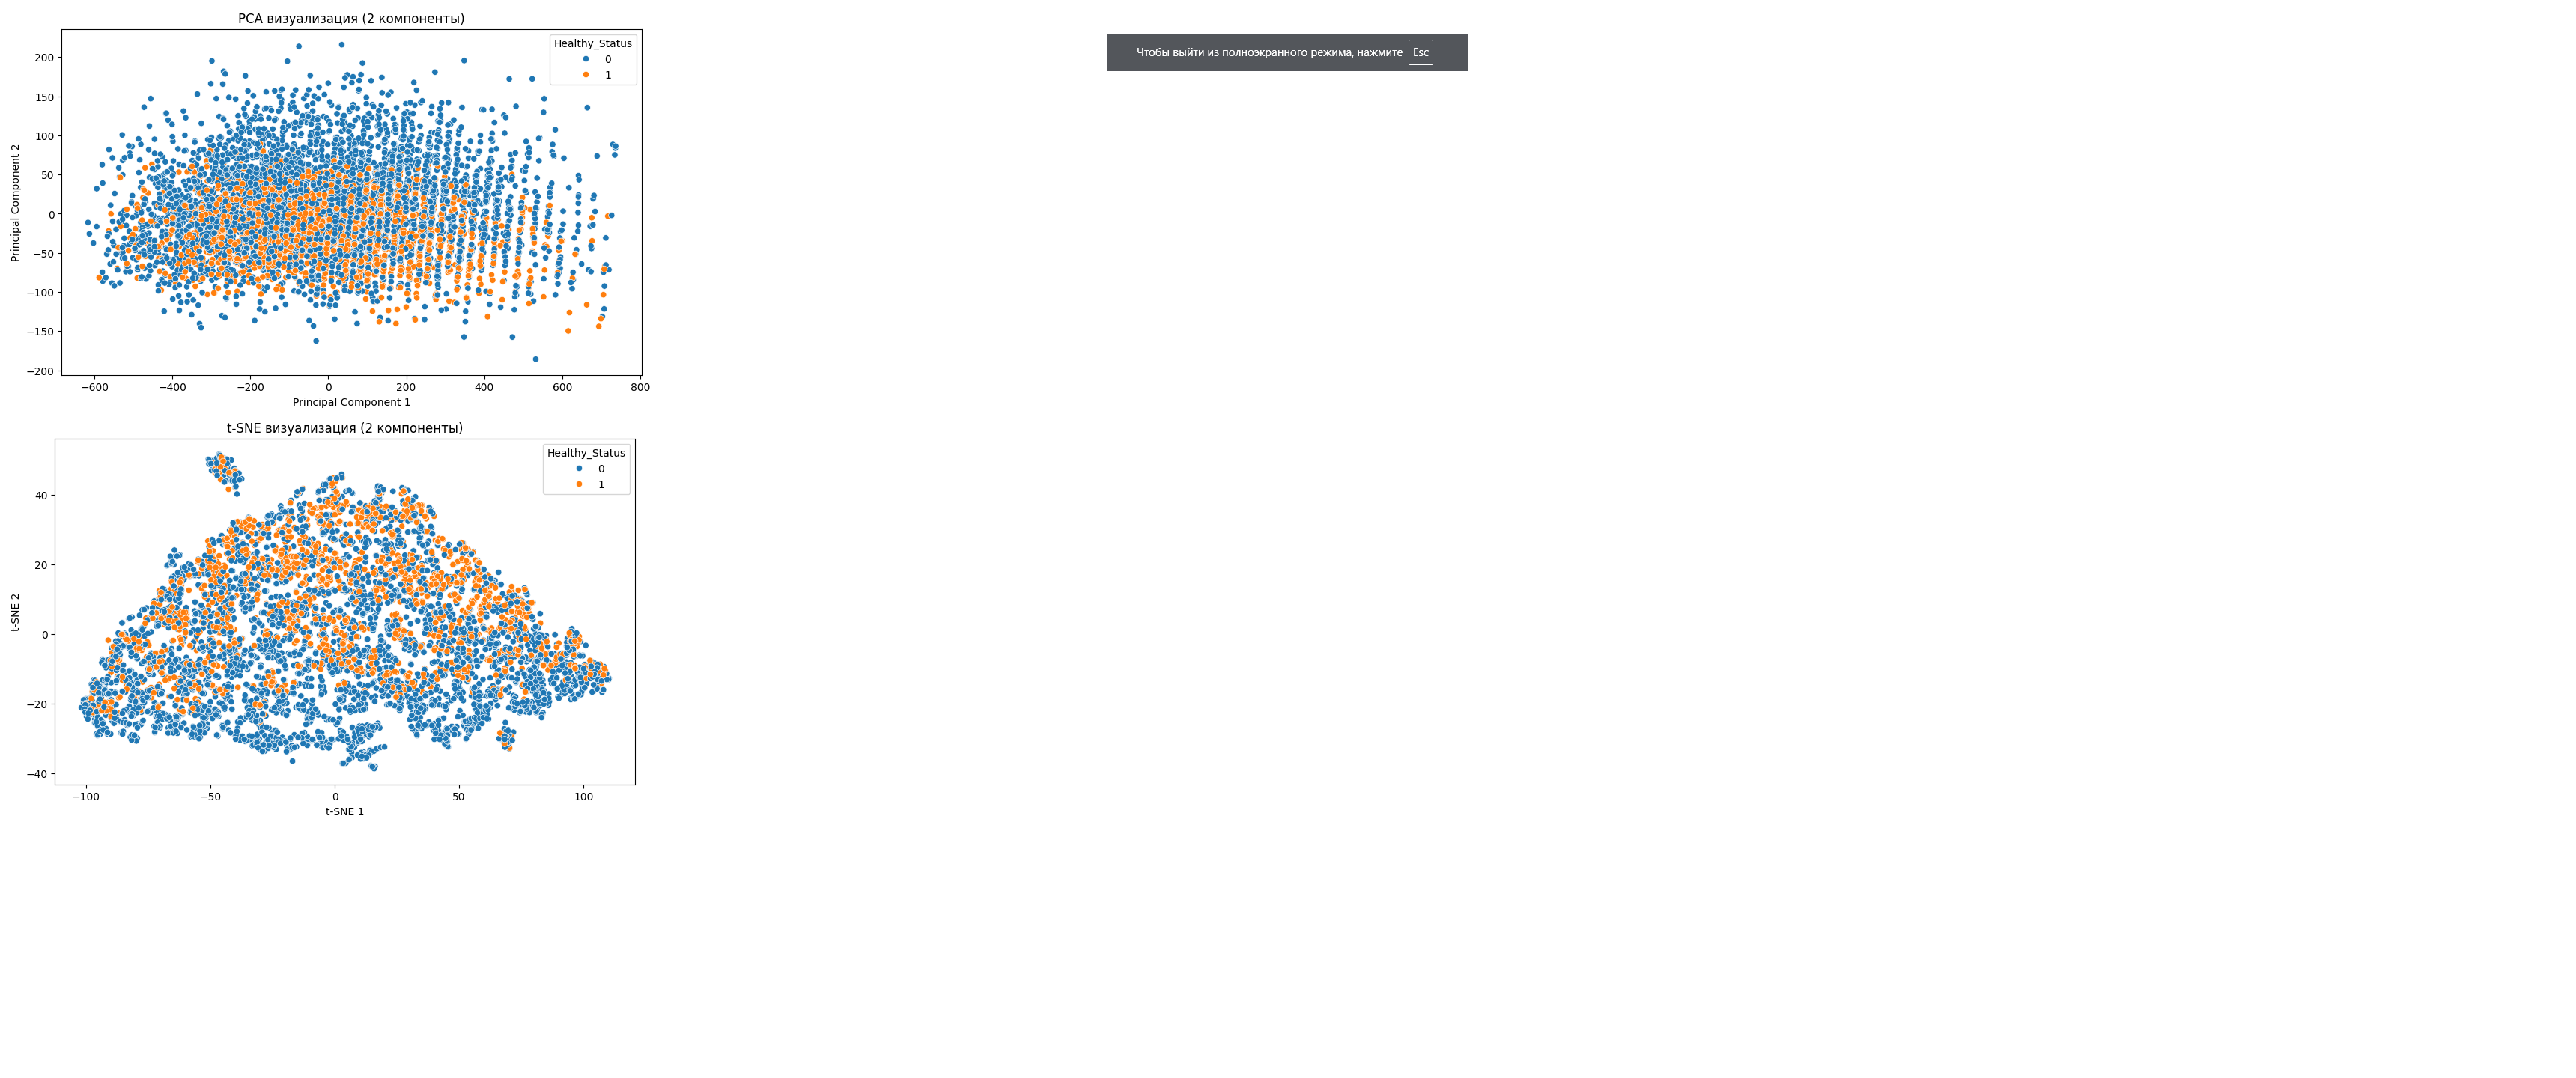 PCA визуализация (2 компоненты)
Healthy_Status
0
1
200
150
100
50
0
−50
−100
−150
−200
Principal Component 2
−600 −400 −200 0 200 400 600 800
Principal Component 1
Чтобы выйти из полноэкранного режима, нажмите Esc
t-SNE визуализация (2 компоненты)
Healthy_Status
0
1
40
20
0
−20
−40
t-SNE 2
−100 −50 0 50 100
t-SNE 1